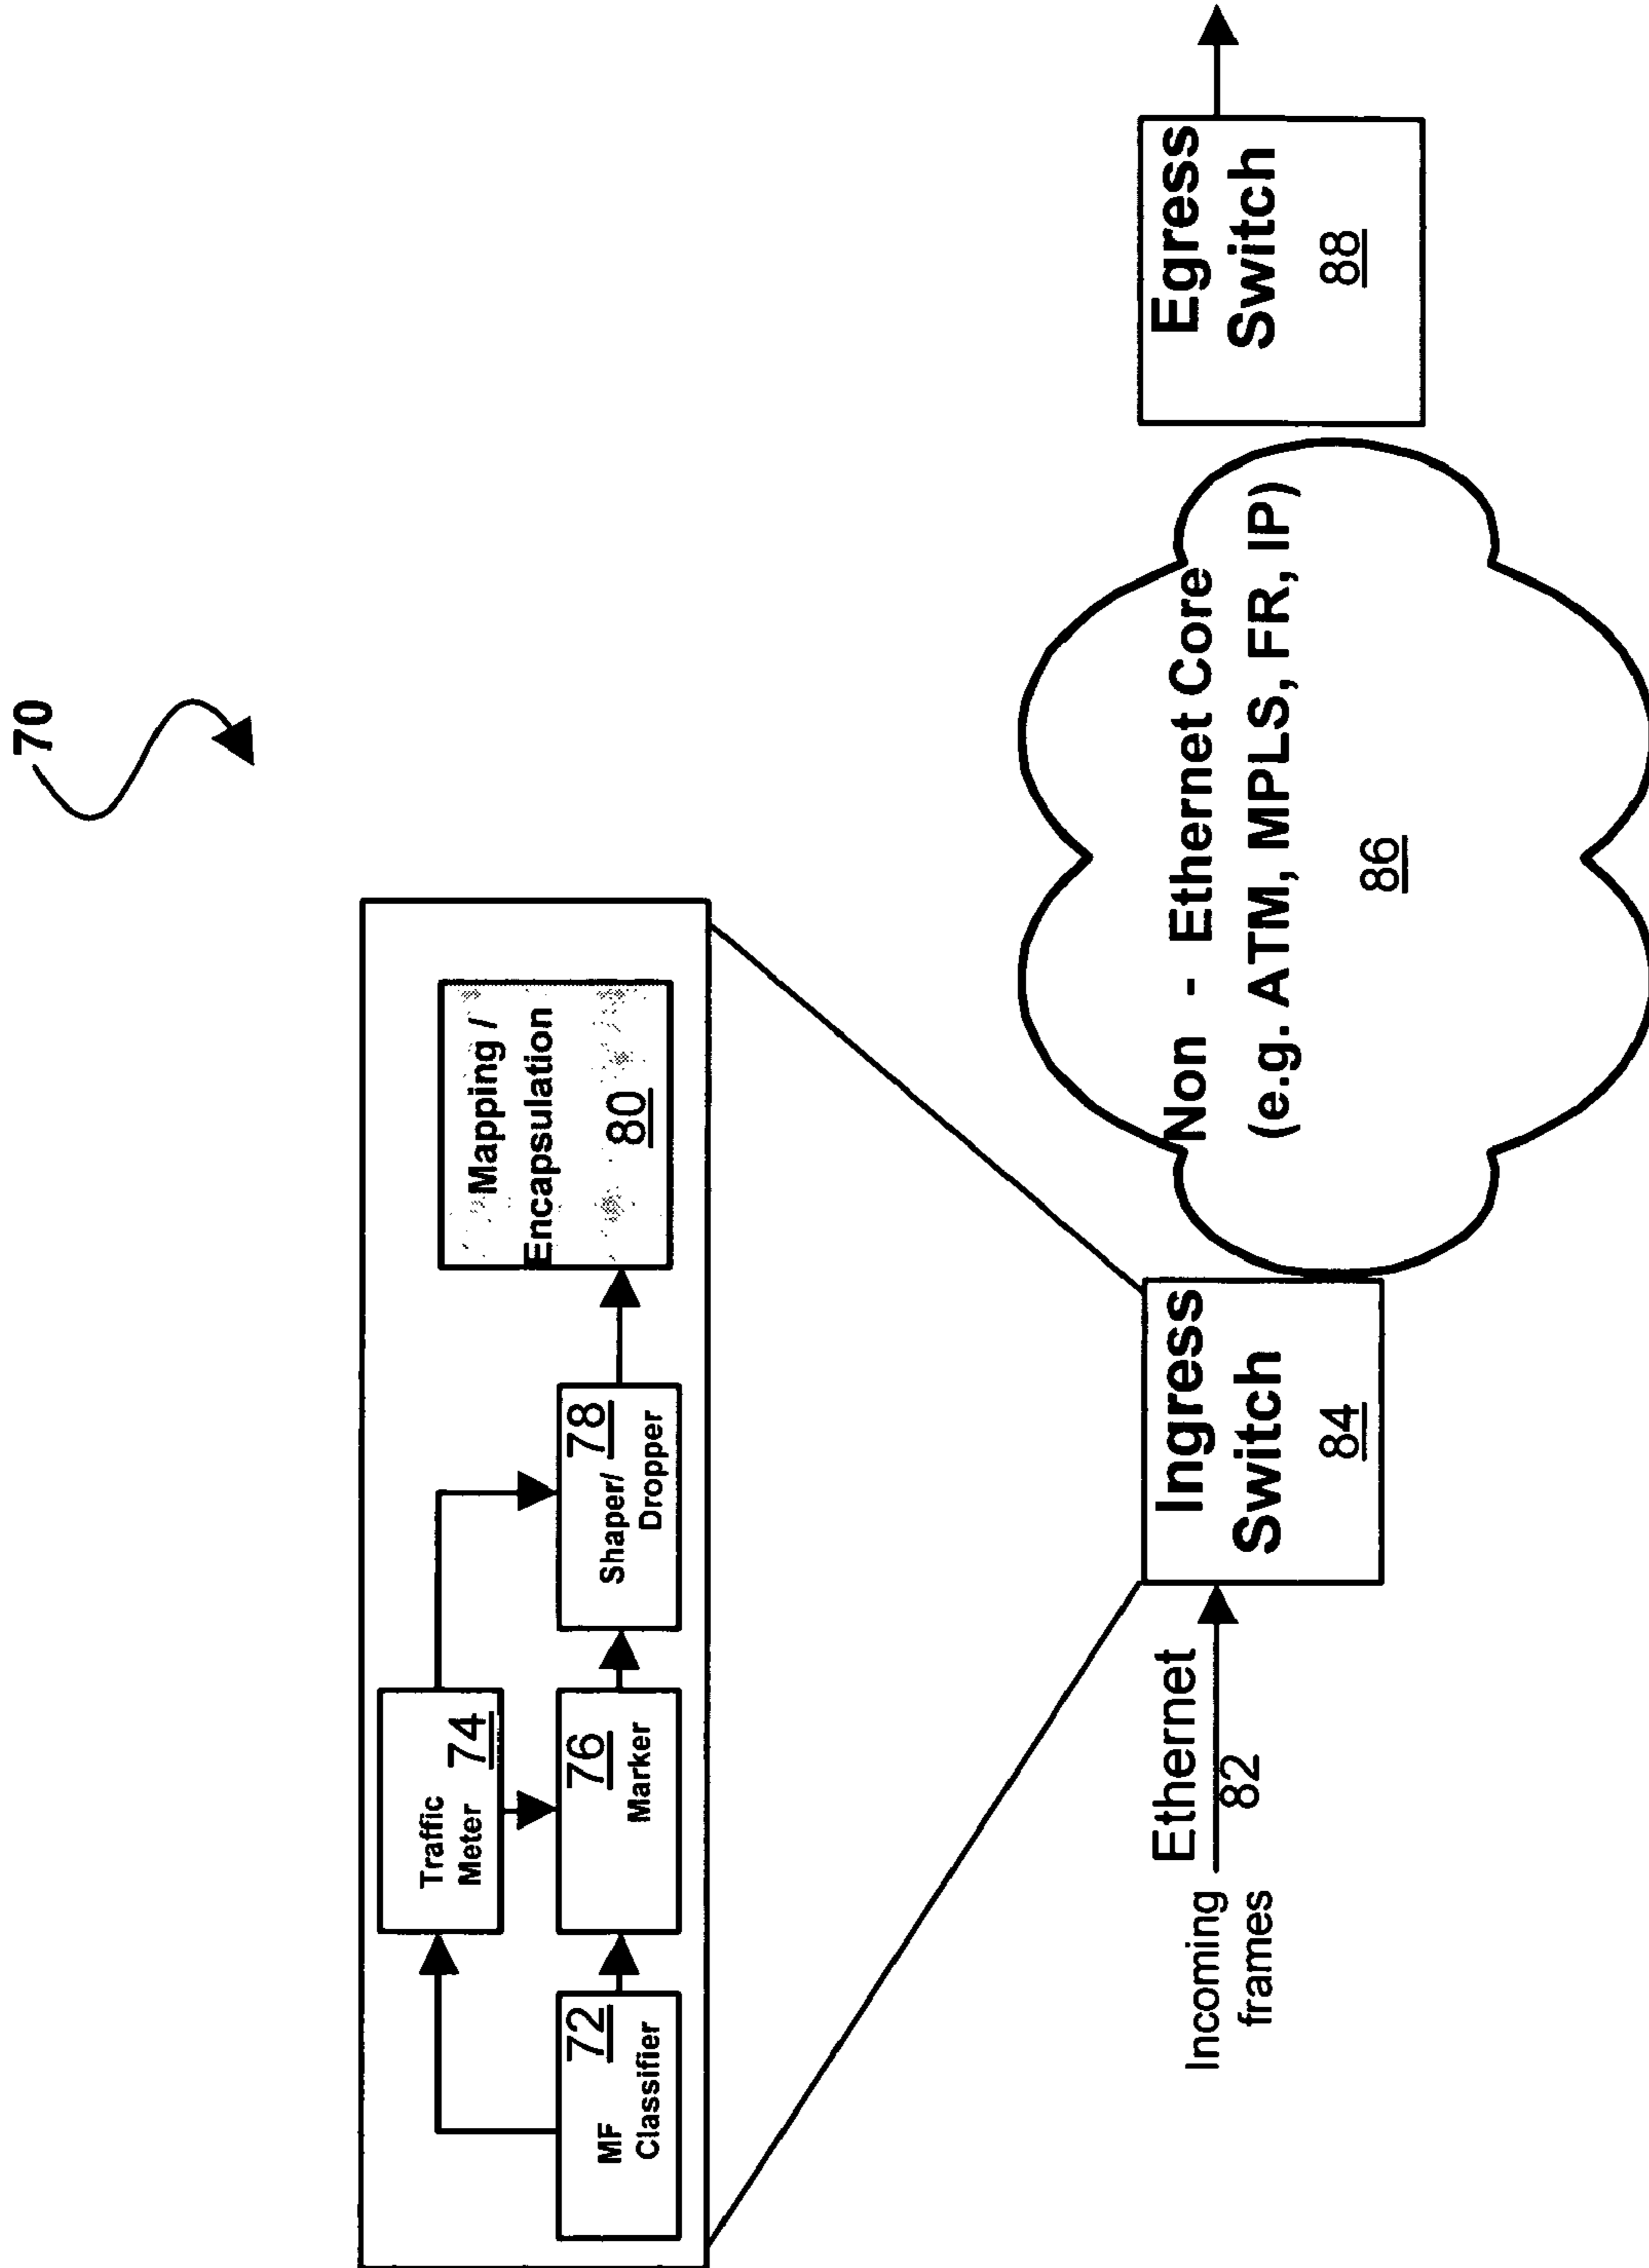 70
Traffic
Meter
74
MF
Classifier
72
76
Marker
Shaper/
Dropper
78
Mapping /
Encapsulation
80
Incoming
frames
Ethernet
82
Ingress
Switch
84
Non - Ethernet Core
(e.g. ATM, MPLS, FR, IP)
86
Egress
Switch
88